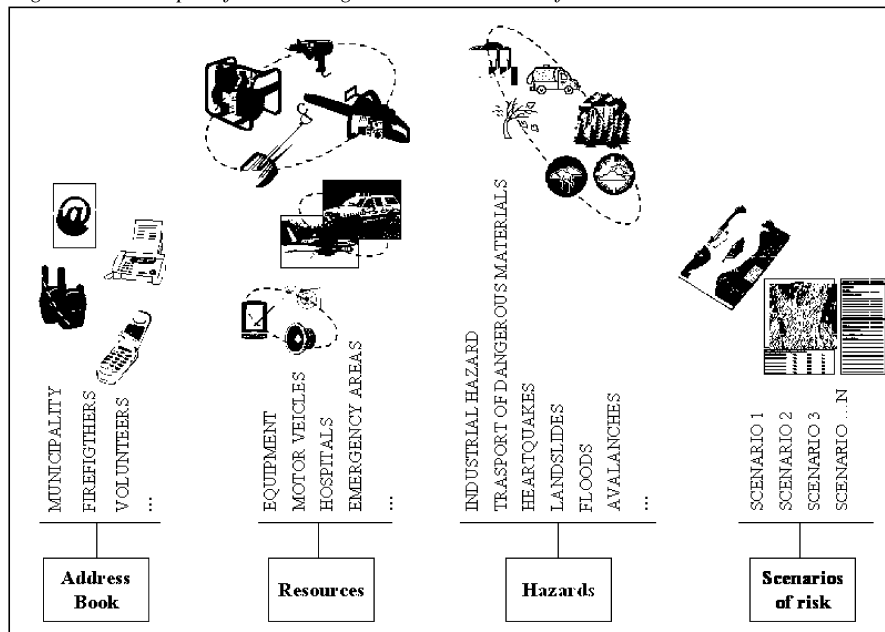 @
MUNICIPALITY
FIREFIGTHERS
VOLUNTEERS
...
EQUIPMENT
MOTOR VEICLES
HOSPITALS
EMERGENCY AREAS
...
INDUSTRIAL HAZARD
TRASPORT OF DANGEROUS MATERIALS
HEARTQUAKES
LANDSLIDES
FLOODS
AVALANCHES
...
SCENARIO 1
SCENARIO 2
SCENARIO 3
SCENARIO ...N
Address
Book
Resources
Hazards
Scenarios
of risk